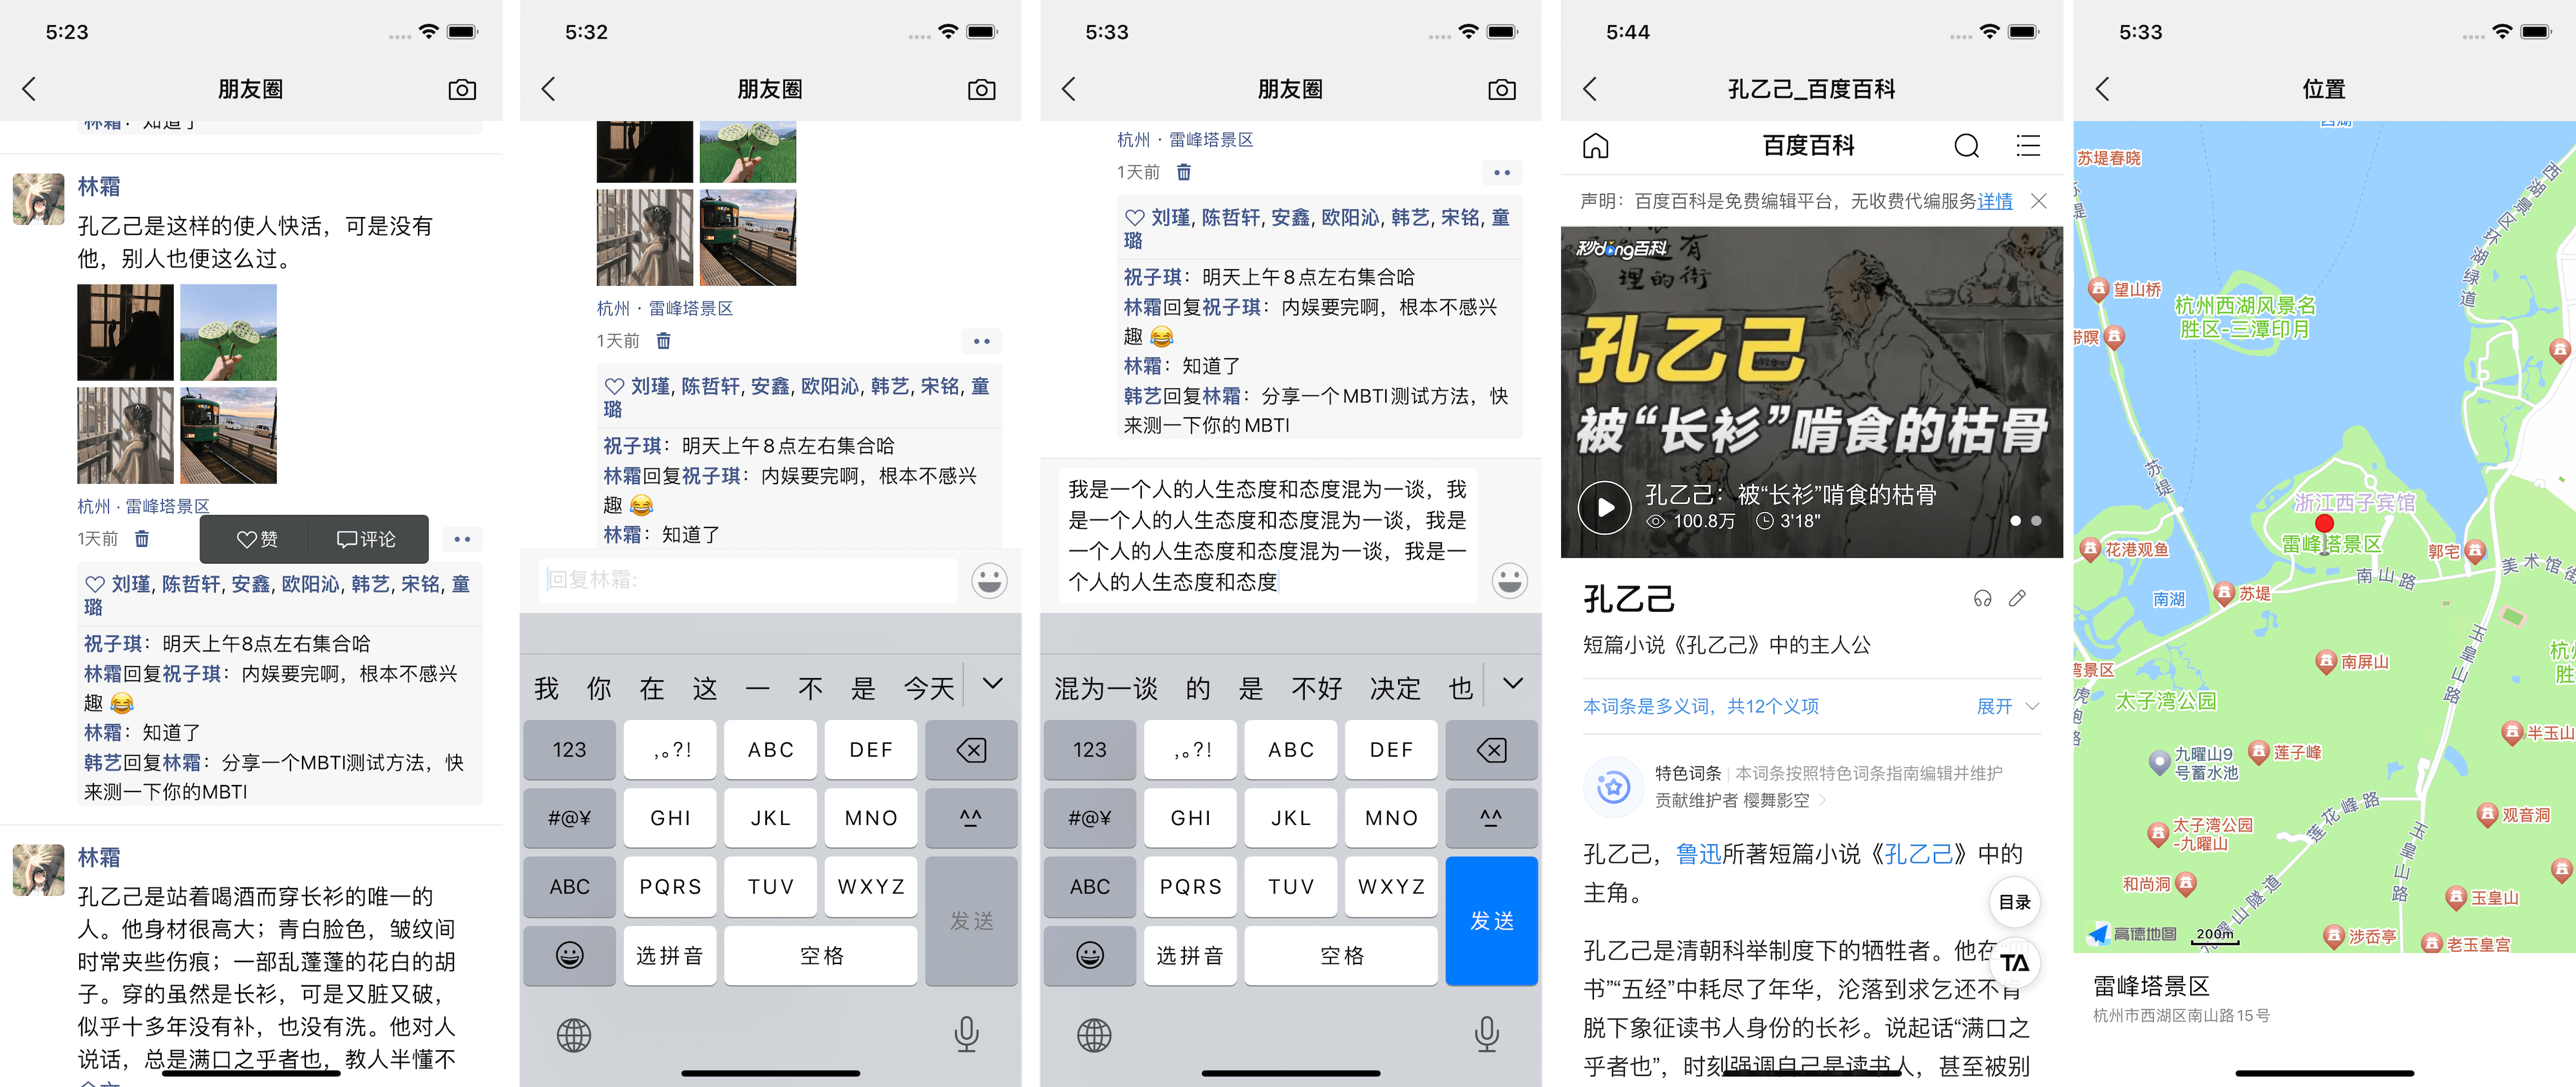 5:23
朋友圈
林霜：知道了
林霜
孔乙己是这样的使人快活，可是没有
他，别人也便这么过。
杭州 · 雷峰塔景区
1天前
赞
评论
刘瑾, 陈哲轩, 安鑫, 欧阳沁, 韩艺, 宋铭, 童
璐
祝子琪：明天上午8点左右集合哈
林霜回复祝子琪：内娱要完啊，根本不感兴
趣 😂
林霜：知道了
韩艺回复林霜：分享一个MBTI测试方法，快
来测一下你的MBTI
林霜
孔乙己是站着喝酒而穿长衫的唯一的
人。他身材很高大；青白脸色，皱纹间
时常夹些伤痕；一部乱蓬蓬的花白的胡
子。穿的虽然是长衫，可是又脏又破，
似乎十多年没有补，也没有洗。他对人
说话，总是满口之乎者也，教人半懂不
5:32
朋友圈
杭州 · 雷峰塔景区
1天前
刘瑾, 陈哲轩, 安鑫, 欧阳沁, 韩艺, 宋铭, 童
璐
祝子琪：明天上午8点左右集合哈
林霜回复祝子琪：内娱要完啊，根本不感兴
趣 😂
林霜：知道了
回复林霜:
我 你 在 这 一 不 是 今天
123 ,。?! ABC DEF
#@¥ GHI JKL MNO ^^
ABC PQRS TUV WXYZ
发送
选拼音 空格
5:33
朋友圈
杭州 · 雷峰塔景区
1天前
刘瑾, 陈哲轩, 安鑫, 欧阳沁, 韩艺, 宋铭, 童
璐
祝子琪：明天上午8点左右集合哈
林霜回复祝子琪：内娱要完啊，根本不感兴
趣 😂
林霜：知道了
韩艺回复林霜：分享一个MBTI测试方法，快
来测一下你的MBTI
我是一个人的人生态度和态度混为一谈，我
是一个人的人生态度和态度混为一谈，我是
一个人的人生态度和态度混为一谈，我是一
个人的人生态度和态度
混为一谈 的 是 不好 决定 也
123 ,。?! ABC DEF
#@¥ GHI JKL MNO ^^
ABC PQRS TUV WXYZ
发送
选拼音 空格
5:44
孔乙己_百度百科
百度百科
声明：百度百科是免费编辑平台，无收费代编服务详情
秒dong百科
理的街
孔乙己
被“长衫”啃食的枯骨
孔乙己：被“长衫”啃食的枯骨
100.8万 3'18"
孔乙己
短篇小说《孔乙己》中的主人公
本词条是多义词，共12个义项
展开
特色词条 | 本词条按照特色词条指南编辑并维护
贡献维护者 樱舞影空
孔乙己，鲁迅所著短篇小说《孔乙己》中的
主角。
目录
孔乙己是清朝科举制度下的牺牲者。他在“四
书”“五经”中耗尽了年华，沦落到求乞还不肯
TA
脱下象征读书人身份的长衫。说起话“满口之
乎者也”，时刻强调自己是读书人，甚至被别
5:33
位置
西湖
苏堤春晓
西湖景区环湖绿道
望山桥
杭州西湖风景名
胜区-三潭印月
苏堤
浙江西子宾馆
雷峰塔景区
花港观鱼
郭宅
美术馆街
南山路
南湖
苏堤
玉皇山路
南屏山
湾景区
太子湾公园
半玉山
九曜山9
号蓄水池
莲子峰
莲花峰路
观音洞
太子湾公园
-九曜山
玉皇山路
和尚洞
玉皇山
九曜山隧道
高德地图
200m
涉岙亭
老玉皇宫
雷峰塔景区
杭州市西湖区南山路15号